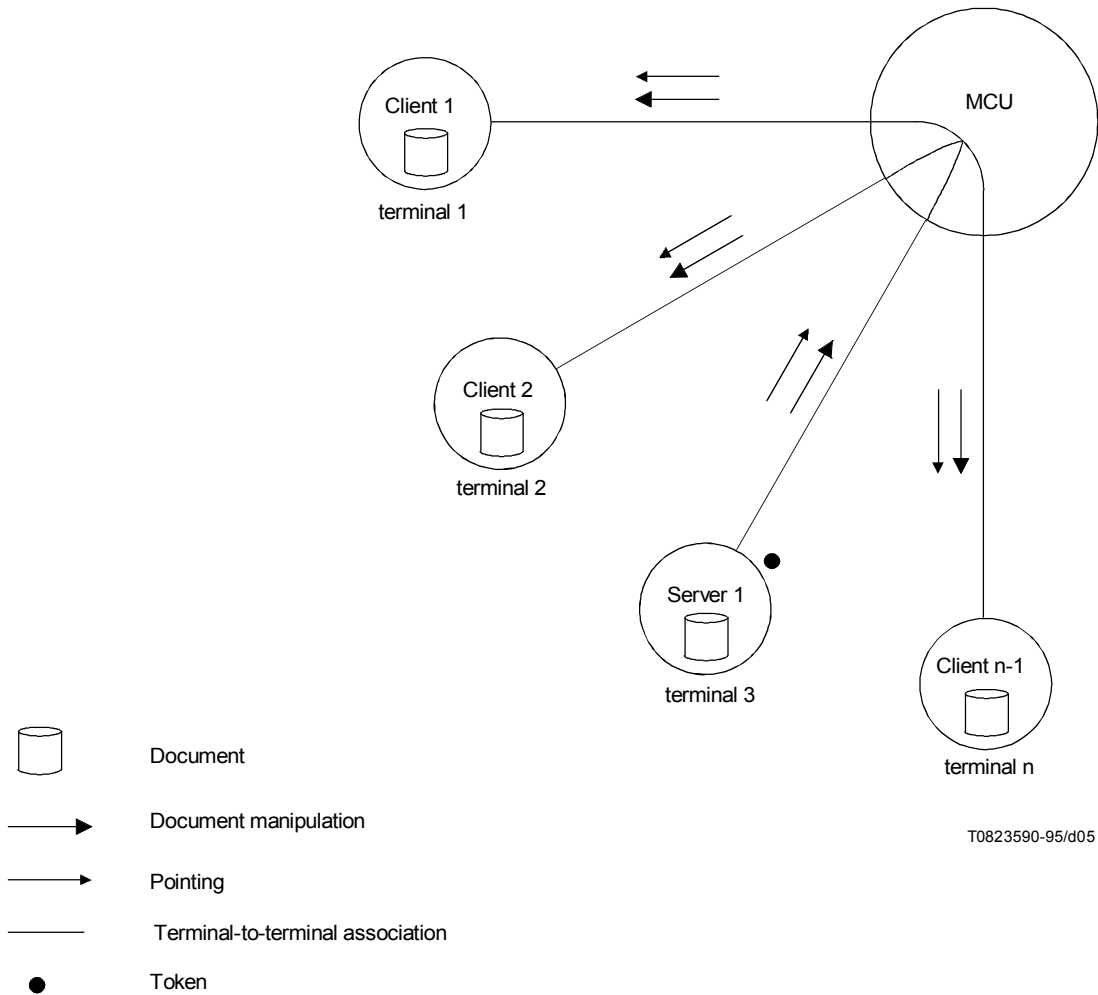 MCU
Client 1
terminal 1
Client 2
terminal 2
Server 1
terminal 3
Client n-1
terminal n
Document
Document manipulation
T0823590-95/d05
Pointing
Terminal-to-terminal association
Token